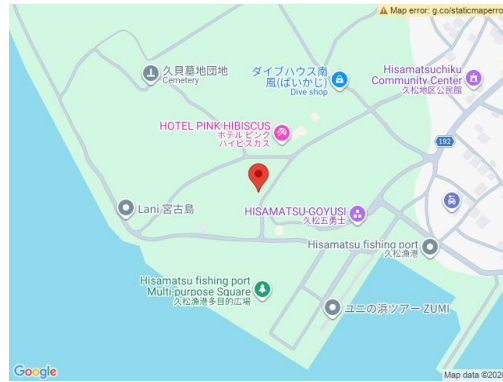 Map error: g.co/staticmaperro
久貝墓地団地
Cemetery
ダイブハウス南
風(ぱいかじ)
Dive shop
Hisamatsuchiku
Community Center
久松地区公民館
HOTEL PINK HIBISCUS
ホテル ピンク
ハイビスカス
192
Lani 宮古島
HISAMATSU GOYUSI
久松五勇士
Hisamatsu fishing port
久松漁港
Hisamatsu fishing port
Multi-purpose Square
久松漁港多目的広場
ユニの浜ツアー ZUMI
Google
Map data ©2020